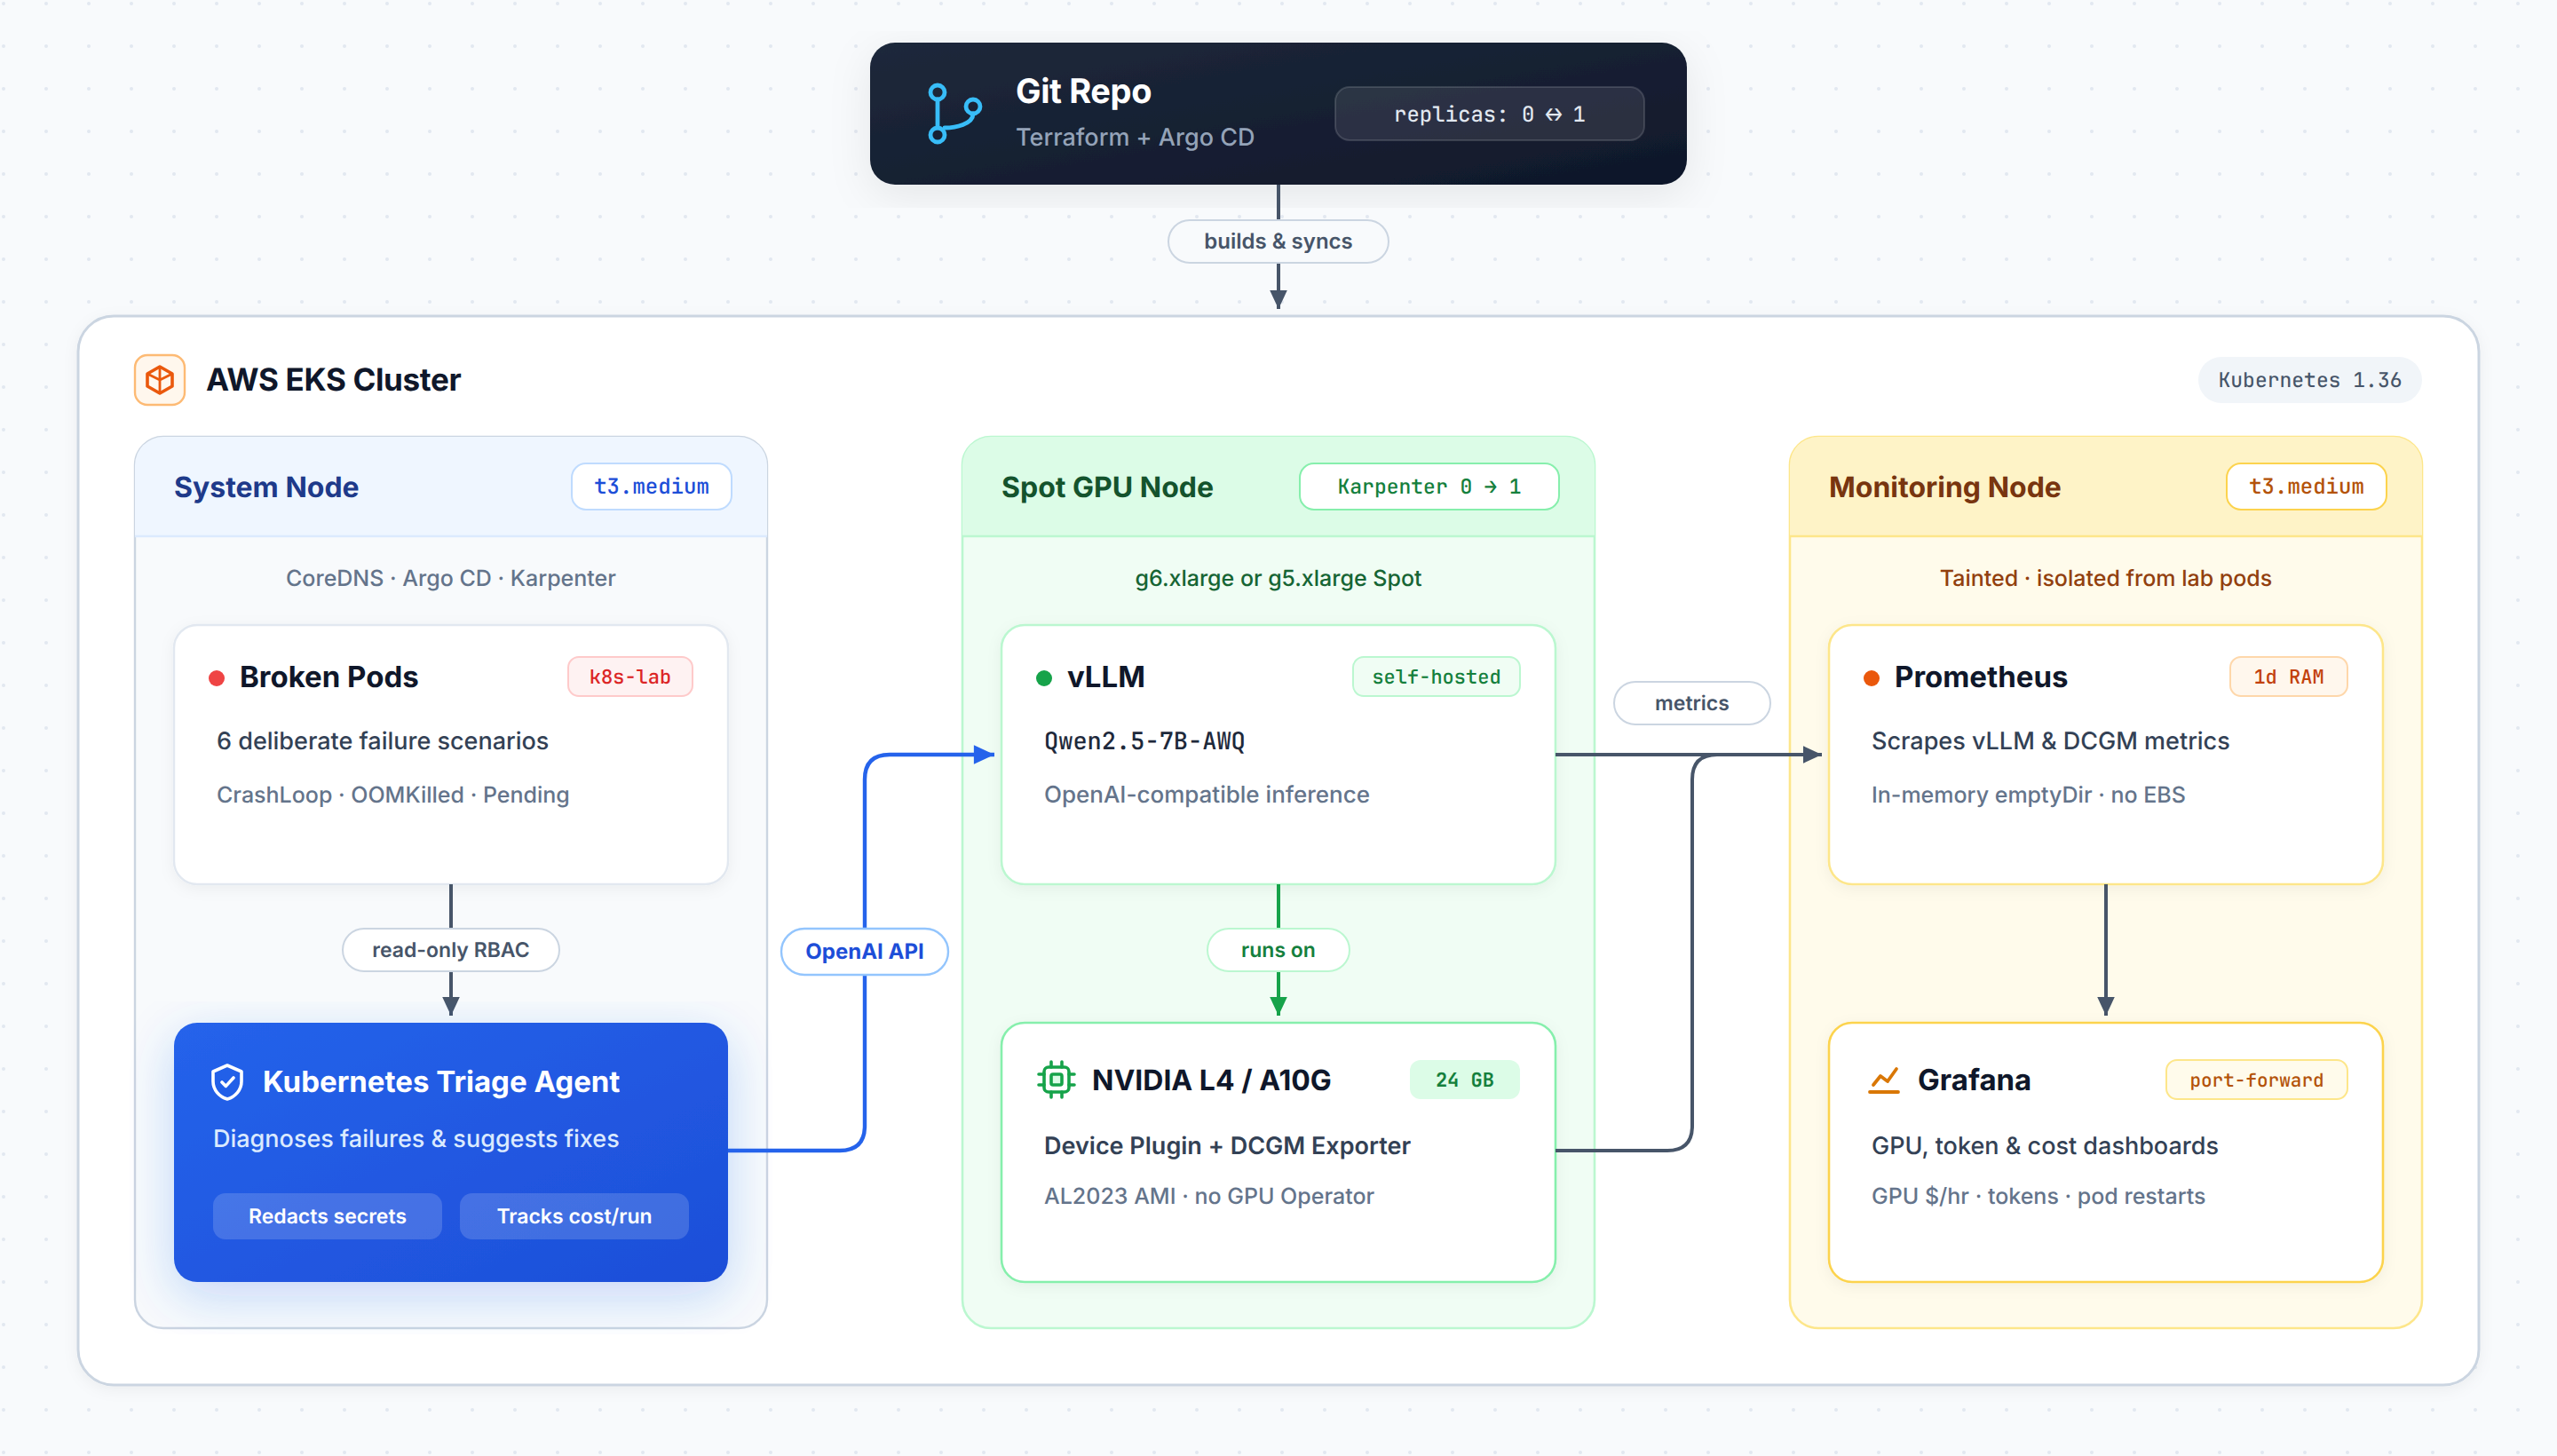 Git Repo
Terraform + Argo CD
replicas: 0 ↔ 1
builds & syncs
AWS EKS Cluster
Kubernetes 1.36
System Node
t3.medium
CoreDNS · Argo CD · Karpenter
Broken Pods
k8s-lab
6 deliberate failure scenarios
CrashLoop · OOMKilled · Pending
read-only RBAC
Kubernetes Triage Agent
Diagnoses failures & suggests fixes
Redacts secrets
Tracks cost/run
OpenAI API
Spot GPU Node
Karpenter 0 → 1
g6.xlarge or g5.xlarge Spot
vLLM
self-hosted
Qwen2.5-7B-AWQ
OpenAI-compatible inference
runs on
NVIDIA L4 / A10G
24 GB
Device Plugin + DCGM Exporter
AL2023 AMI · no GPU Operator
metrics
Monitoring Node
t3.medium
Tainted · isolated from lab pods
Prometheus
1d RAM
Scrapes vLLM & DCGM metrics
In-memory emptyDir · no EBS
Grafana
port-forward
GPU, token & cost dashboards
GPU $/hr · tokens · pod restarts